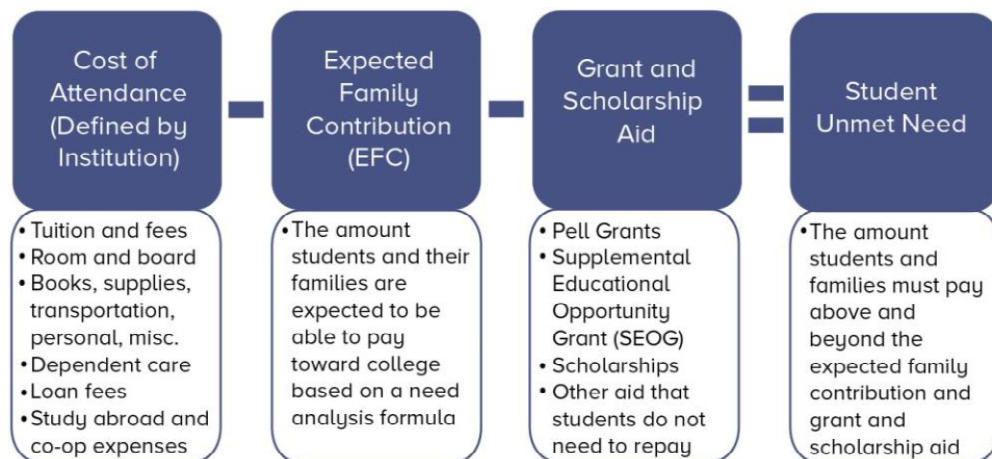 Cost of
Attendance
(Defined by
Institution)
• Tuition and fees
• Room and board
• Books, supplies,
transportation,
personal, misc.
• Dependent care
• Loan fees
• Study abroad and
co-op expenses
Expected
Family
Contribution
(EFC)
• The amount
students and their
families are
expected to be
able to pay
toward college
based on a need
analysis formula
Grant and
Scholarship
Aid
• Pell Grants
• Supplemental
Educational
Opportunity
Grant (SEOG)
• Scholarships
• Other aid that
students do not
need to repay
Student
Unmet Need
• The amount
students and
families must pay
above and
beyond the
expected family
contribution and
grant and
scholarship aid